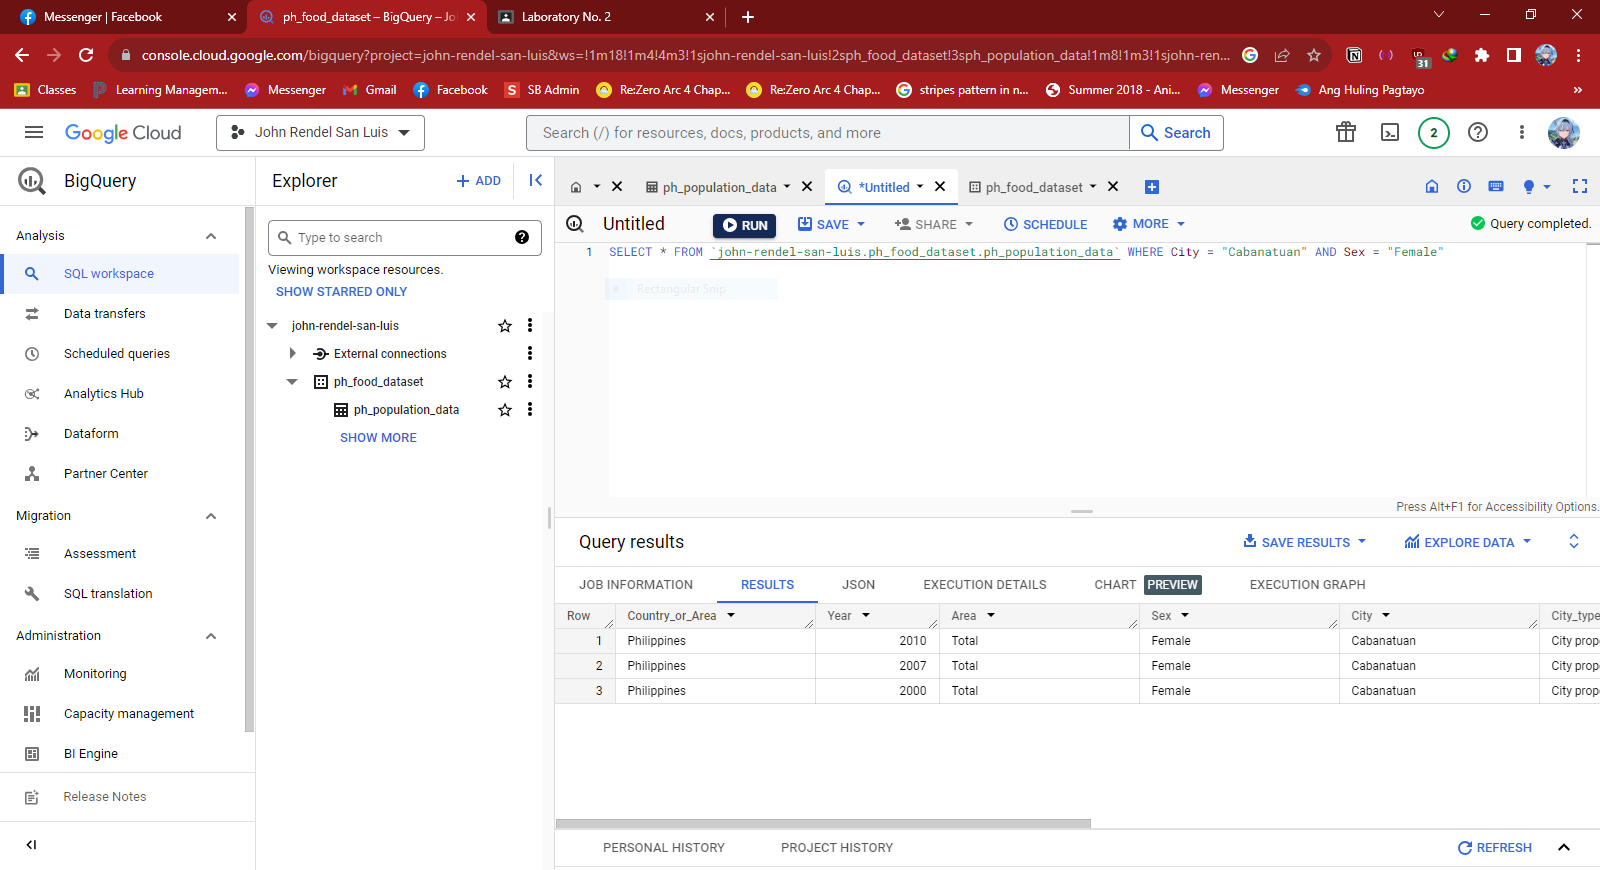 Messenger | Facebook
ph_food_dataset – BigQuery – Jo
Laboratory No. 2
console.cloud.google.com/bigquery?project=john-rendel-san-luis&ws=!1m18!1m4!4m3!1sjohn-rendel-san-luis!2sph_food_dataset!3sph_population_data!1m8!1m3!1sjohn-ren...
31
Classes
Learning Managem...
Messenger
Gmail
Facebook
SB Admin
Re:Zero Arc 4 Chap...
Re:Zero Arc 4 Chap...
stripes pattern in n...
Summer 2018 - Ani...
Messenger
Ang Huling Pagtayo
»
Google Cloud
John Rendel San Luis
Search (/) for resources, docs, products, and more
Search
2
BigQuery
Analysis
SQL workspace
Data transfers
Scheduled queries
Analytics Hub
Dataform
Partner Center
Migration
Assessment
SQL translation
Administration
Monitoring
Capacity management
BI Engine
Release Notes
Explorer
+ ADD
Type to search
Viewing workspace resources.
SHOW STARRED ONLY
john-rendel-san-luis
External connections
ph_food_dataset
ph_population_data
SHOW MORE
ph_population_data
*Untitled
ph_food_dataset
Untitled
RUN
SAVE
SHARE
SCHEDULE
MORE
Query completed.
1 SELECT * FROM `john-rendel-san-luis.ph_food_dataset.ph_population_data` WHERE City = "Cabanatuan" AND Sex = "Female"
Rectangular Snip
Press Alt+F1 for Accessibility Options.
Query results
SAVE RESULTS
EXPLORE DATA
JOB INFORMATION
RESULTS
JSON
EXECUTION DETAILS
CHART PREVIEW
EXECUTION GRAPH
Row Country_or_Area Year Area Sex City City_type
1 Philippines 2010 Total Female Cabanatuan City prop
2 Philippines 2007 Total Female Cabanatuan City prop
3 Philippines 2000 Total Female Cabanatuan City prop
PERSONAL HISTORY
PROJECT HISTORY
REFRESH